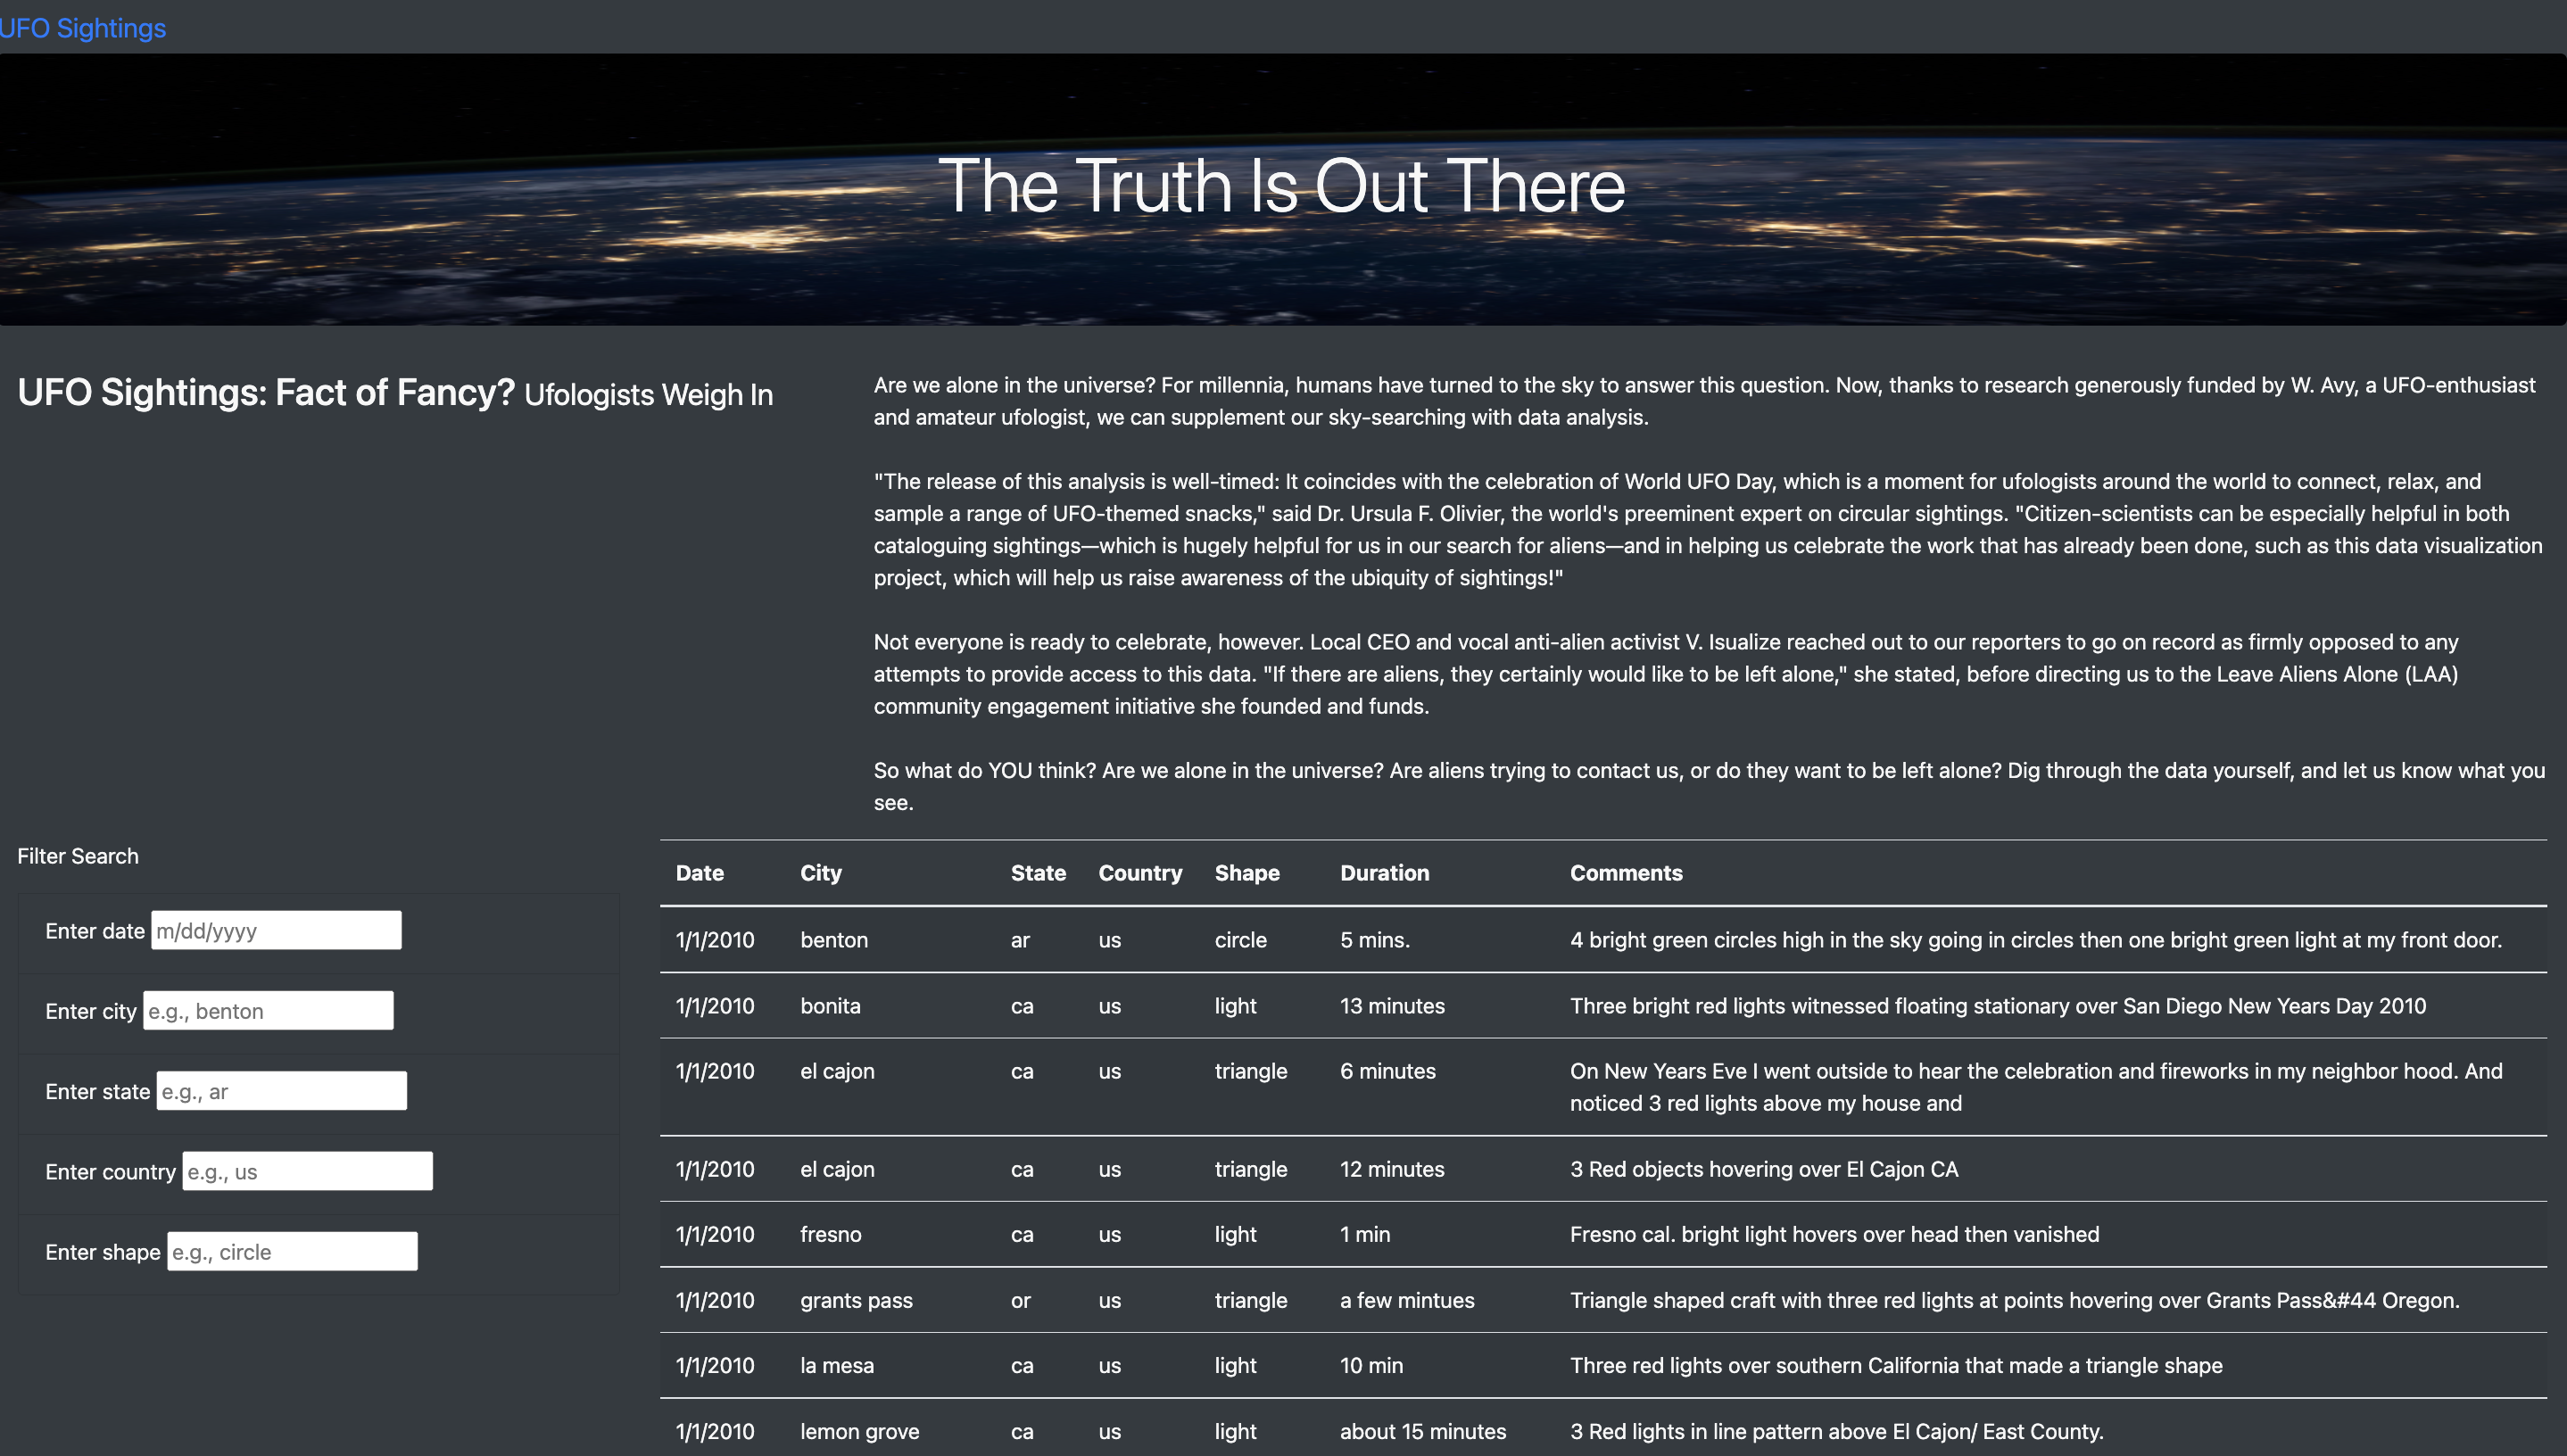 UFO Sightings
The Truth Is Out There
UFO Sightings: Fact of Fancy? Ufologists Weigh In
Are we alone in the universe? For millennia, humans have turned to the sky to answer this question. Now, thanks to research generously funded by W. Avy, a UFO-enthusiast
and amateur ufologist, we can supplement our sky-searching with data analysis.
"The release of this analysis is well-timed: It coincides with the celebration of World UFO Day, which is a moment for ufologists around the world to connect, relax, and
sample a range of UFO-themed snacks," said Dr. Ursula F. Olivier, the world's preeminent expert on circular sightings. "Citizen-scientists can be especially helpful in both
cataloguing sightings—which is hugely helpful for us in our search for aliens—and in helping us celebrate the work that has already been done, such as this data visualization
project, which will help us raise awareness of the ubiquity of sightings!"
Not everyone is ready to celebrate, however. Local CEO and vocal anti-alien activist V. Isualize reached out to our reporters to go on record as firmly opposed to any
attempts to provide access to this data. "If there are aliens, they certainly would like to be left alone," she stated, before directing us to the Leave Aliens Alone (LAA)
community engagement initiative she founded and funds.
So what do YOU think? Are we alone in the universe? Are aliens trying to contact us, or do they want to be left alone? Dig through the data yourself, and let us know what you
see.
Filter Search
Enter date m/dd/yyyy
Enter city e.g., benton
Enter state e.g., ar
Enter country e.g., us
Enter shape e.g., circle
Date City State Country Shape Duration Comments
1/1/2010 benton ar us circle 5 mins. 4 bright green circles high in the sky going in circles then one bright green light at my front door.
1/1/2010 bonita ca us light 13 minutes Three bright red lights witnessed floating stationary over San Diego New Years Day 2010
1/1/2010 el cajon ca us triangle 6 minutes On New Years Eve I went outside to hear the celebration and fireworks in my neighbor hood. And
noticed 3 red lights above my house and
1/1/2010 el cajon ca us triangle 12 minutes 3 Red objects hovering over El Cajon CA
1/1/2010 fresno ca us light 1 min Fresno cal. bright light hovers over head then vanished
1/1/2010 grants pass or us triangle a few mintues Triangle shaped craft with three red lights at points hovering over Grants Pass&#44 Oregon.
1/1/2010 la mesa ca us light 10 min Three red lights over southern California that made a triangle shape
1/1/2010 lemon grove ca us light about 15 minutes 3 Red lights in line pattern above El Cajon/ East County.